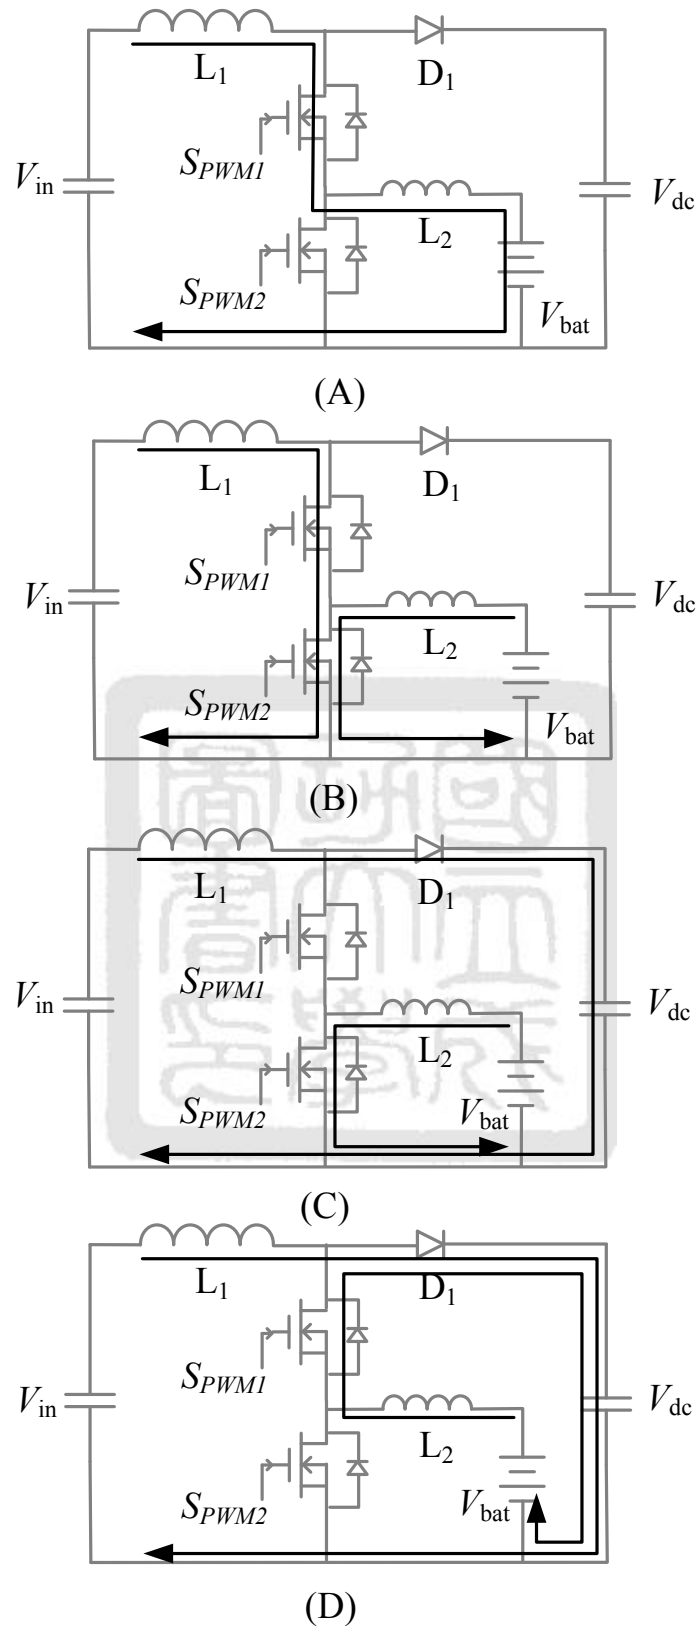 L1
D1
SPWM1
Vin
Vdc
L2
SPWM2
Vbat
(A)
L1
D1
SPWM1
Vin
Vdc
L2
SPWM2
Vbat
(B)
L1
D1
SPWM1
Vin
Vdc
L2
SPWM2
Vbat
(C)
L1
D1
SPWM1
Vin
Vdc
L2
SPWM2
Vbat
(D)